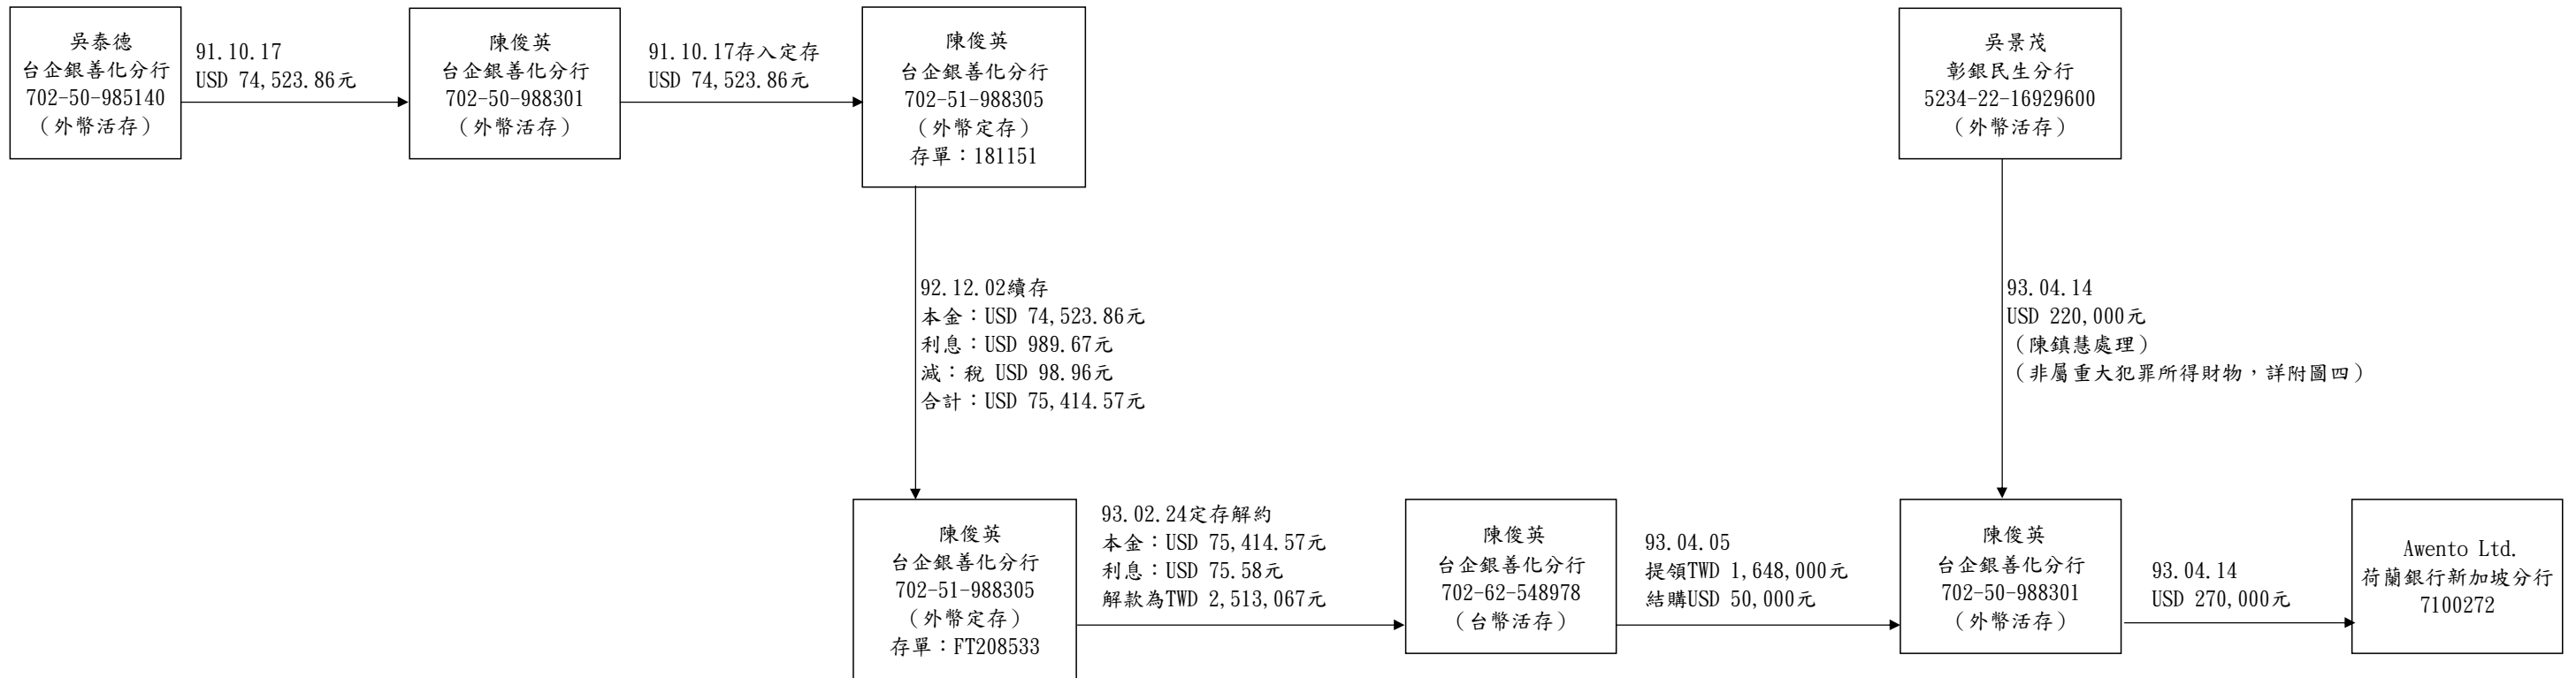 吳泰德
台企銀善化分行
702-50-985140
（外幣活存）
91.10.17
USD 74,523.86元
陳俊英
台企銀善化分行
702-50-988301
（外幣活存）
91.10.17存入定存
USD 74,523.86元
陳俊英
台企銀善化分行
702-51-988305
（外幣定存）
存單：181151
吳景茂
彰銀民生分行
5234-22-16929600
（外幣活存）
92.12.02續存
本金：USD 74,523.86元
利息：USD 989.67元
減：稅 USD 98.96元
合計：USD 75,414.57元
93.04.14
USD 220,000元
（陳鎮慧處理）
（非屬重大犯罪所得財物，詳附圖四）
陳俊英
台企銀善化分行
702-51-988305
（外幣定存）
存單：FT208533
93.02.24定存解約
本金：USD 75,414.57元
利息：USD 75.58元
解款為TWD 2,513,067元
陳俊英
台企銀善化分行
702-62-548978
（台幣活存）
93.04.05
提領TWD 1,648,000元
結購USD 50,000元
陳俊英
台企銀善化分行
702-50-988301
（外幣活存）
93.04.14
USD 270,000元
Awento Ltd.
荷蘭銀行新加坡分行
7100272